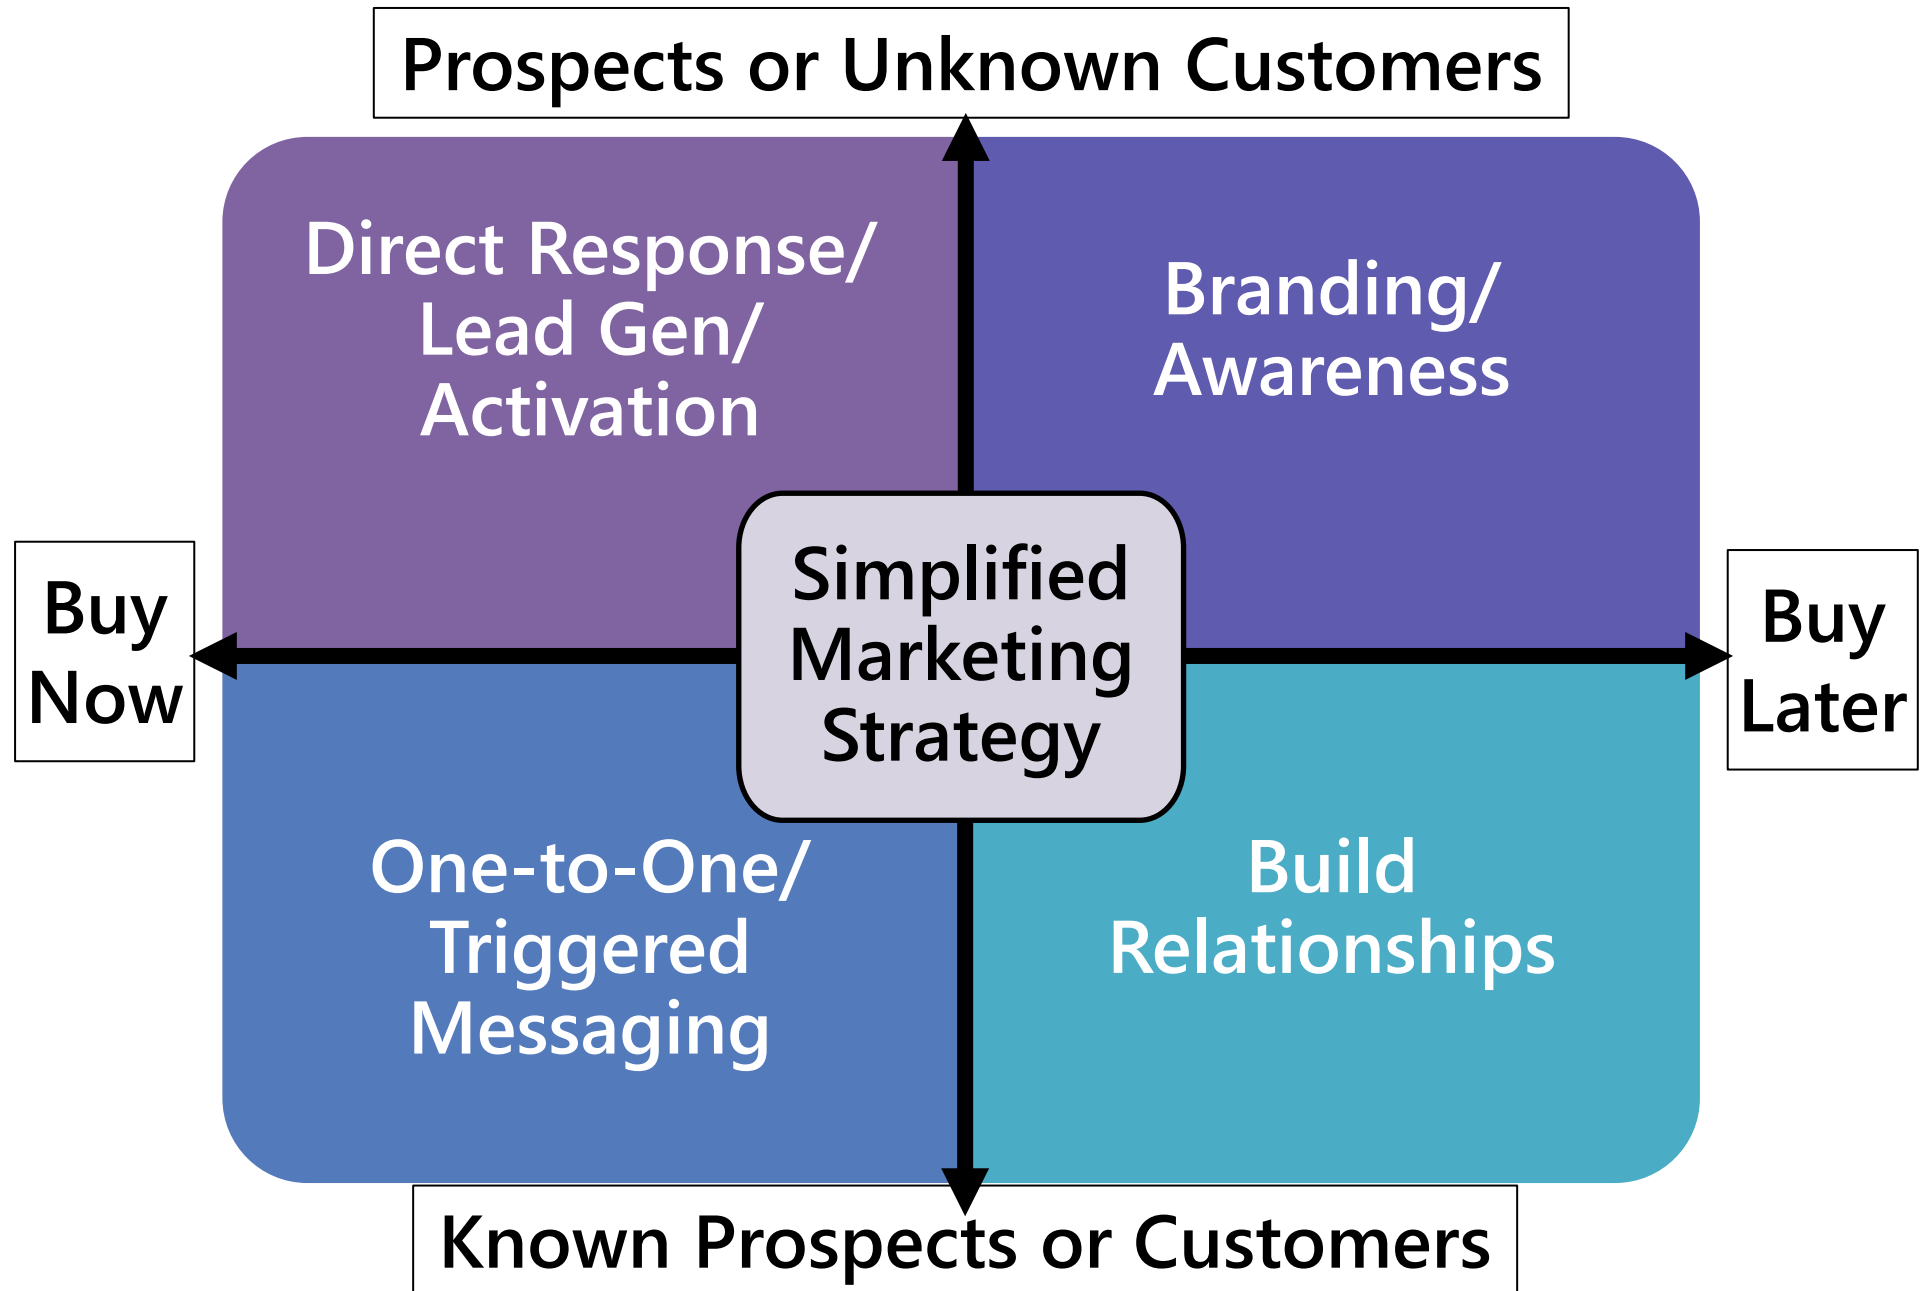 Prospects or Unknown Customers
Direct Response/
Lead Gen/
Activation
Branding/
Awareness
Buy
Now
Simplified
Marketing
Strategy
Buy
Later
One-to-One/
Triggered
Messaging
Build
Relationships
Known Prospects or Customers